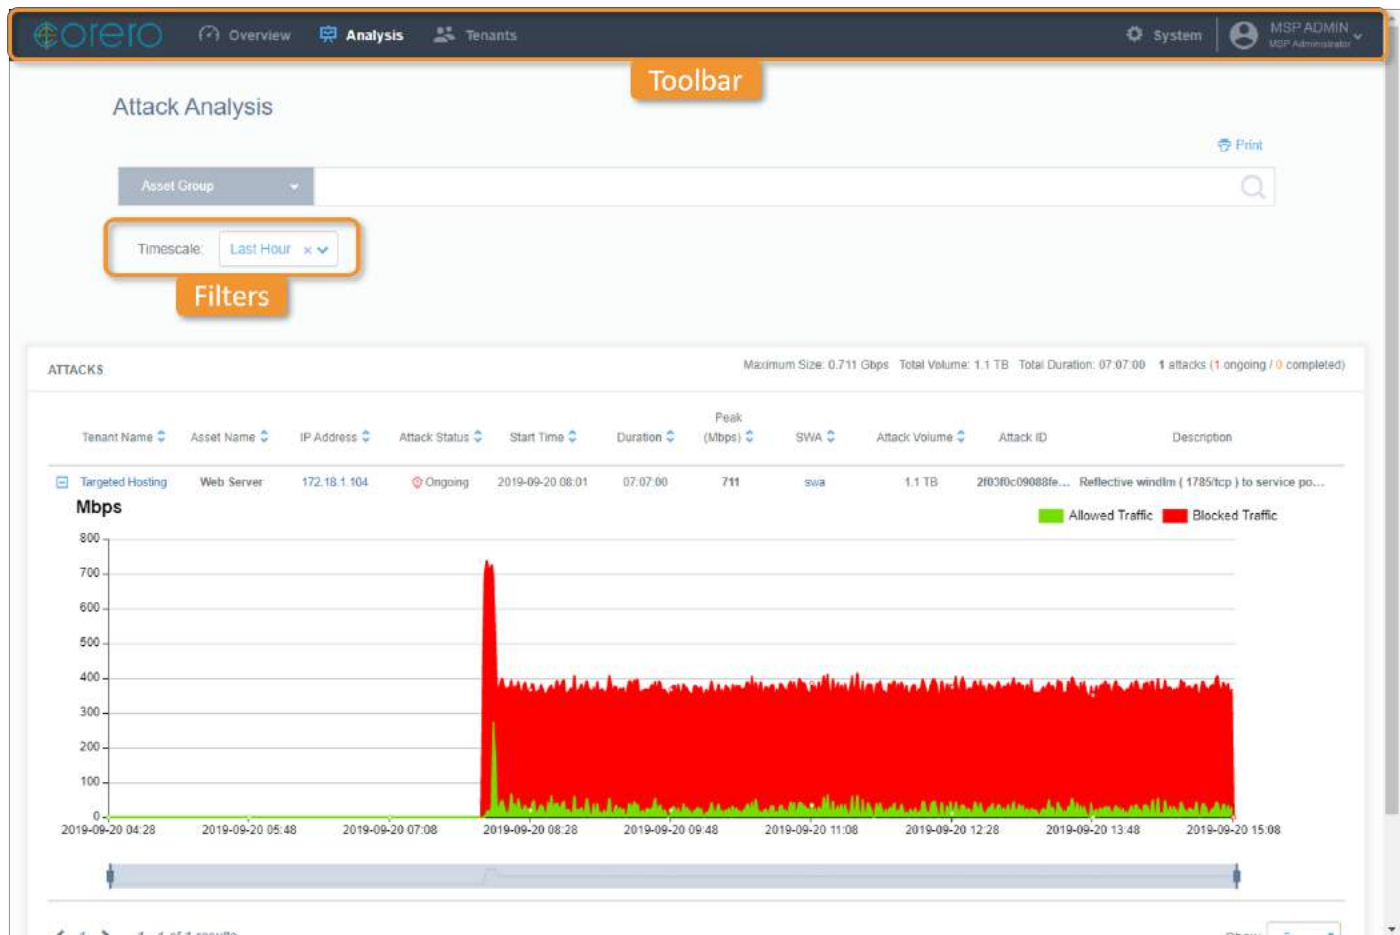 corero Overview Analysis Tenants System MSP ADMIN
MSP Administrator
Toolbar
Attack Analysis
Print
Asset Group
Timescale: Last Hour
Filters
ATTACKS Maximum Size: 0.711 Gbps Total Volume: 1.1 TB Total Duration: 07:07:00 1 attacks (1 ongoing / 0 completed)
Tenant Name Asset Name IP Address Attack Status Start Time Duration Peak (Mbps) SWA Attack Volume Attack ID Description
Targeted Hosting Web Server 172.18.1.104 Ongoing 2019-09-20 08:01 07:07:00 711 swa 1.1 TB 2f03f0c09088fe... Reflective windlm ( 1785/tcp ) to service po...
Mbps
Allowed Traffic Blocked Traffic
800
700
600
500
400
300
200
100
0
2019-09-20 04:28 2019-09-20 05:48 2019-09-20 07:08 2019-09-20 08:28 2019-09-20 09:48 2019-09-20 11:08 2019-09-20 12:28 2019-09-20 13:48 2019-09-20 15:08
1 1 - 1 of 1 results Show